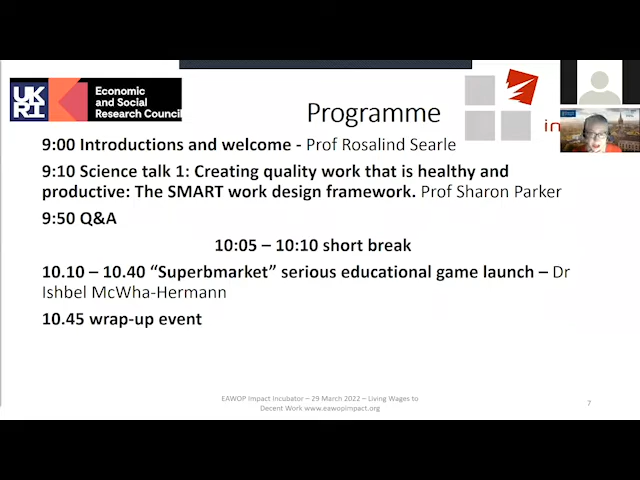 UK
RI
Economic
and Social
Research Council
Programme
in
9:00 Introductions and welcome - Prof Rosalind Searle
9:10 Science talk 1: Creating quality work that is healthy and
productive: The SMART work design framework. Prof Sharon Parker
9:50 Q&A
10:05 – 10:10 short break
10.10 – 10.40 “Superbmarket” serious educational game launch – Dr
Ishbel McWha-Hermann
10.45 wrap-up event
EAWOP Impact Incubator – 29 March 2022 – Living Wages to
Decent Work www.eawopimpact.org
7